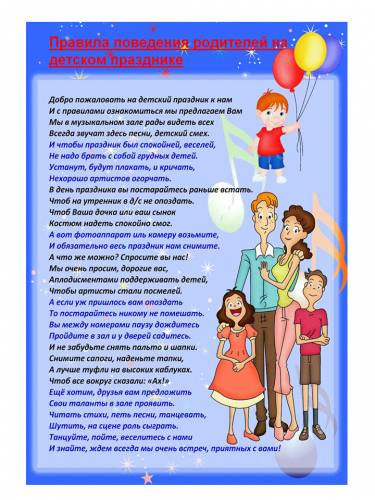 Правила поведения родителей на
детском празднике
Добро пожаловать на детский праздник к нам
И с правилами ознакомиться мы предлагаем Вам
Мы в музыкальном зале рады видеть всех
Всегда звучат здесь песни, детский смех.
И чтобы праздник был спокойней, веселей,
Не надо брать с собой грудных детей.
Устанут, будут плакать, и кричать,
Нехорошо артистов огорчать.
В день праздника вы постарайтесь раньше встать.
Чтоб на утренник в д/с не опоздать.
Чтоб Ваша дочка или ваш сынок
Костюм надеть спокойно смог.
А вот фотоаппарат иль камеру возьмите,
И обязательно весь праздник нам снимите.
А что же можно? Спросите вы нас!
Мы очень просим, дорогие вас,
Аплодисментами поддерживать детей,
Чтобы артисты стали посмелей.
А если уж пришлось вам опоздать
То постарайтесь никому не помешать.
Вы между номерами паузу дождитесь
Пройдите в зал и у дверей садитесь.
И не забудьте снять пальто и шапки.
Снимите сапоги, наденьте тапки,
А лучше туфли на высоких каблуках.
Чтоб все вокруг сказали: «Ах!»
Ещё хотим, друзья вам предложить
Свои таланты в зале проявить.
Читать стихи, петь песни, танцевать,
Шутить, на сцене роль сыграть.
Танцуйте, пойте, веселитесь с нами
И знайте, ждем всегда мы очень встреч, приятных с вами!